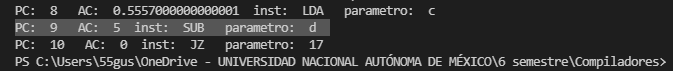 PC: 8 AC: 0.5557000000000001 inst: LDA parametro: c
PC: 9 AC: 5 inst: SUB parametro: d
PC: 10 AC: 0 inst: JZ parametro: 17
PS C:\Users\55gus\OneDrive - UNIVERSIDAD NACIONAL AUTÓNOMA DE MÉXICO\6 semestre\Compiladores>